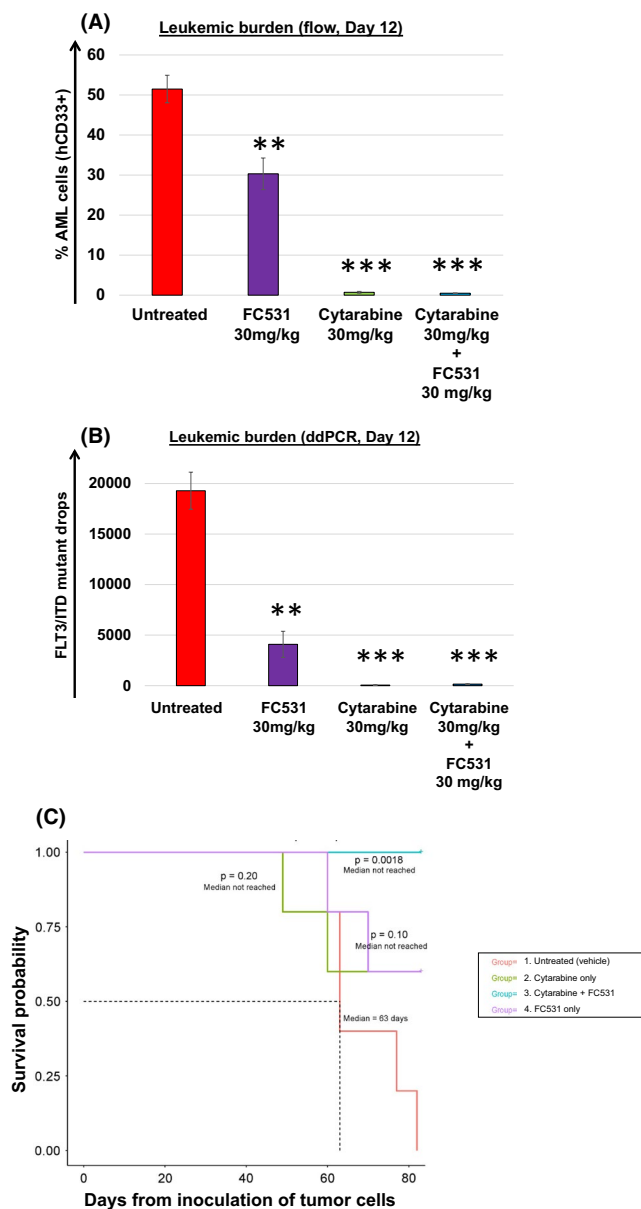 (A)
Leukemic burden (flow, Day 12)
% AML cells (hCD33+)
60
50
40
30
20
10
0
**
***
***
Untreated
FC531
30mg/kg
Cytarabine
30mg/kg
Cytarabine
30mg/kg
+
FC531
30 mg/kg
(B)
Leukemic burden (ddPCR, Day 12)
FLT3/ITD mutant drops
20000
15000
10000
5000
0
**
***
***
Untreated
FC531
30mg/kg
Cytarabine
30mg/kg
Cytarabine
30mg/kg
+
FC531
30 mg/kg
(C)
Survival probability
1.00
0.75
0.50
0.25
0.00
p = 0.20
Median not reached
p = 0.0018
Median not reached
p = 0.10
Median not reached
Median = 63 days
0
20
40
60
80
Days from inoculation of tumor cells
Group= 1. Untreated (vehicle)
Group= 2. Cytarabine only
Group= 3. Cytarabine + FC531
Group= 4. FC531 only